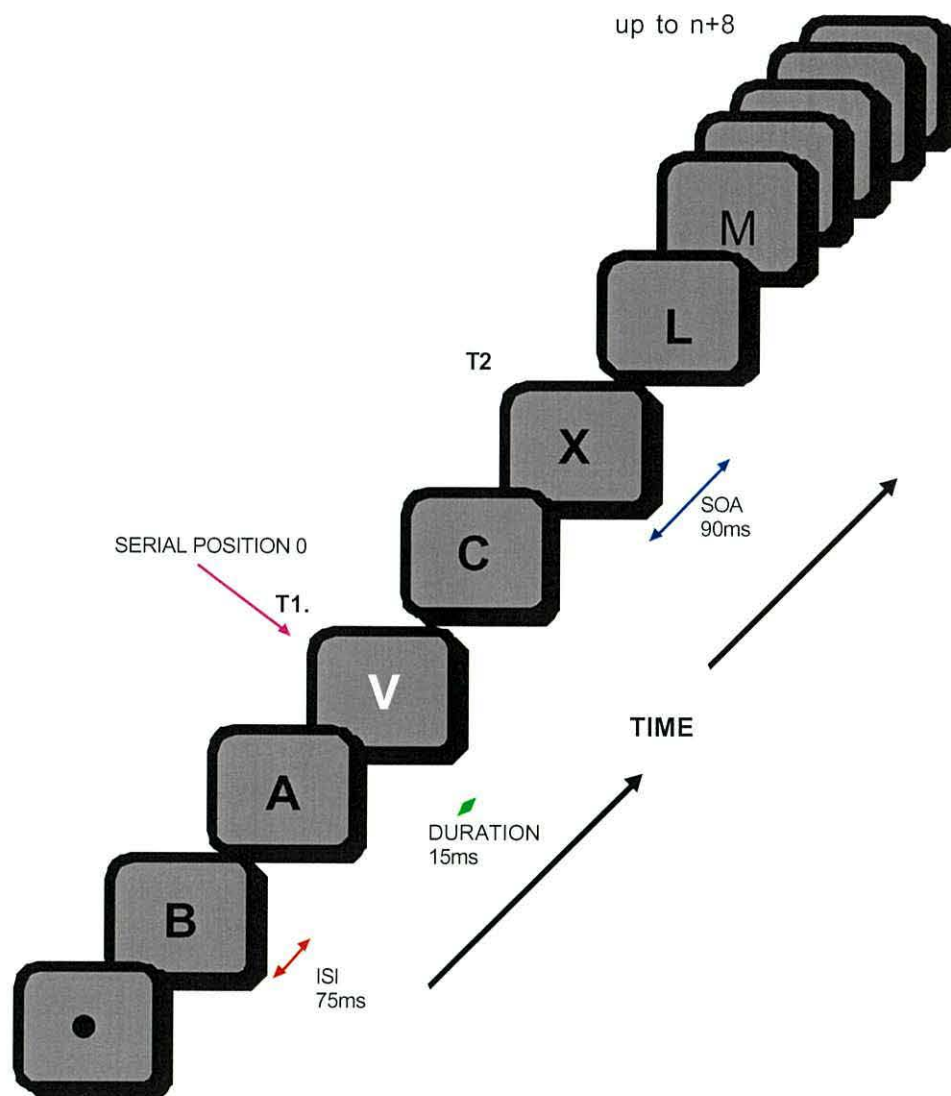 up to n+8
M
L
T2
X
SOA
90ms
C
SERIAL POSITION 0
T1.
V
TIME
A
DURATION
15ms
B
ISI
75ms